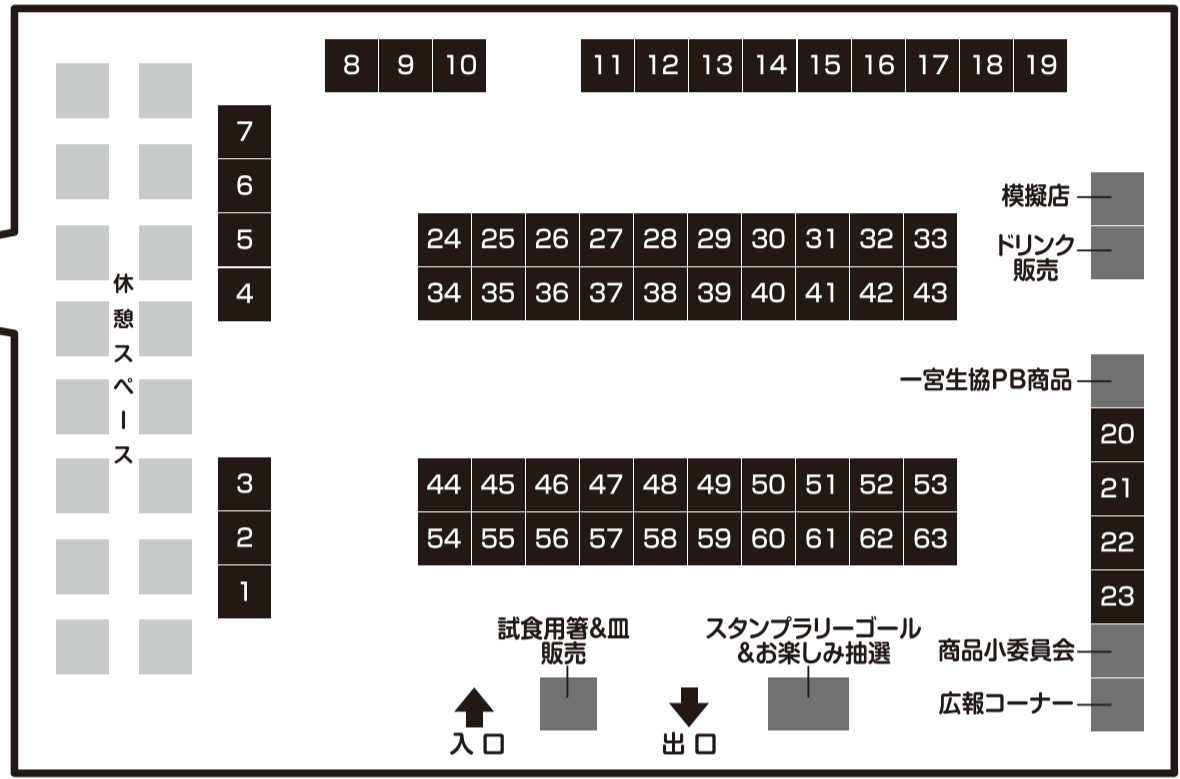 8 9 10
11 12 13 14 15 16 17 18 19
7
6
5
4
3
2
1
休憩スペース
24 25 26 27 28 29 30 31 32 33
34 35 36 37 38 39 40 41 42 43
44 45 46 47 48 49 50 51 52 53
54 55 56 57 58 59 60 61 62 63
模擬店
ドリンク
販売
一宮生協PB商品
20
21
22
23
商品小委員会
広報コーナー
試食用箸&皿
販売
スタンプラリーゴール
&お楽しみ抽選
入口
出口